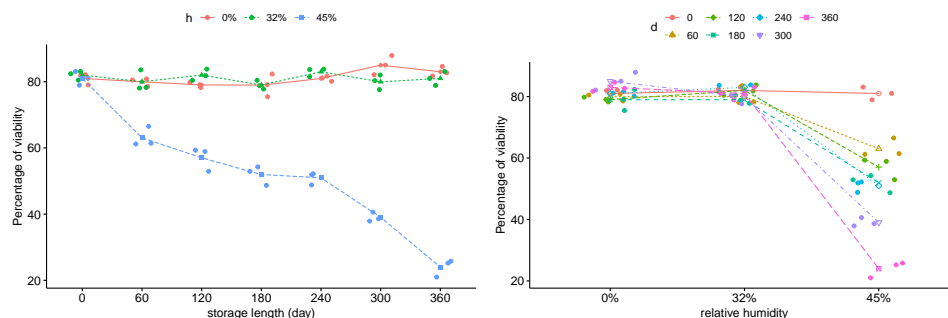 h 0% 32% 45%
Percentage of viability
80
60
40
20
0 60 120 180 240 300 360
storage length (day)
d 0 120 240 360
60 180 300
Percentage of viability
80
60
40
20
0% 32% 45%
relative humidity